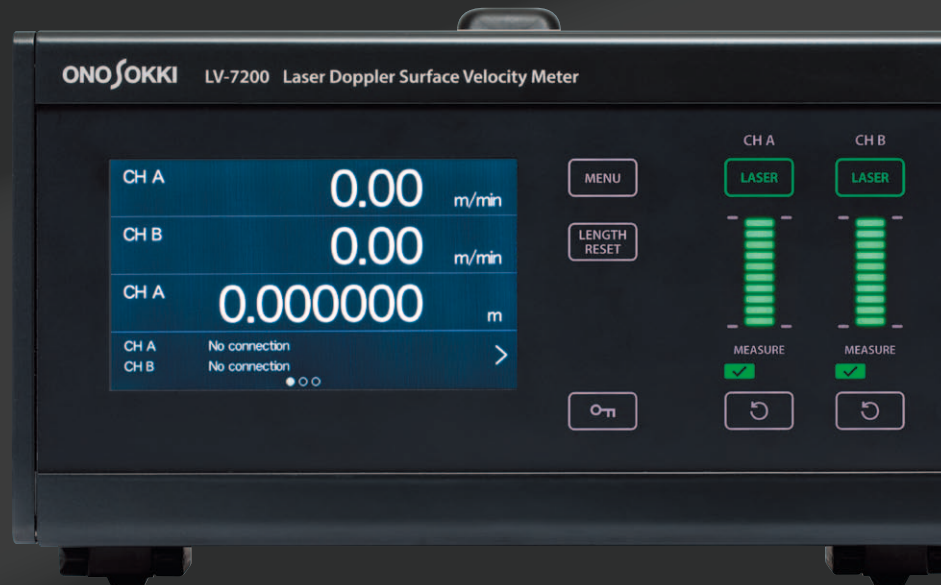 ONO SOKKI LV-7200 Laser Doppler Surface Velocity Meter
CH A 0.00 m/min
CH B 0.00 m/min
CH A 0.000000 m
CH A No connection
CH B No connection
MENU
LENGTH
RESET
CH A CH B
LASER LASER
MEASURE MEASURE